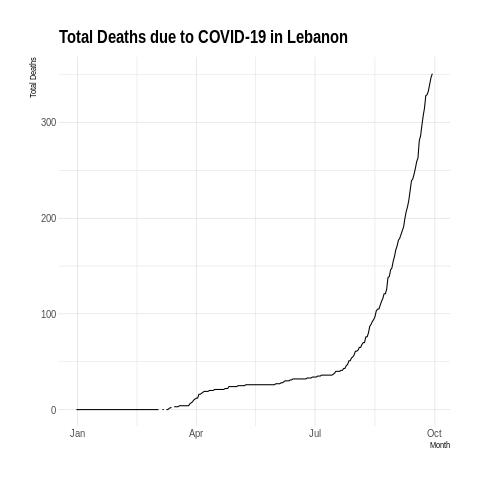 Total Deaths due to COVID-19 in Lebanon
Total Deaths
300
200
100
0
Jan Apr Jul Oct
Month